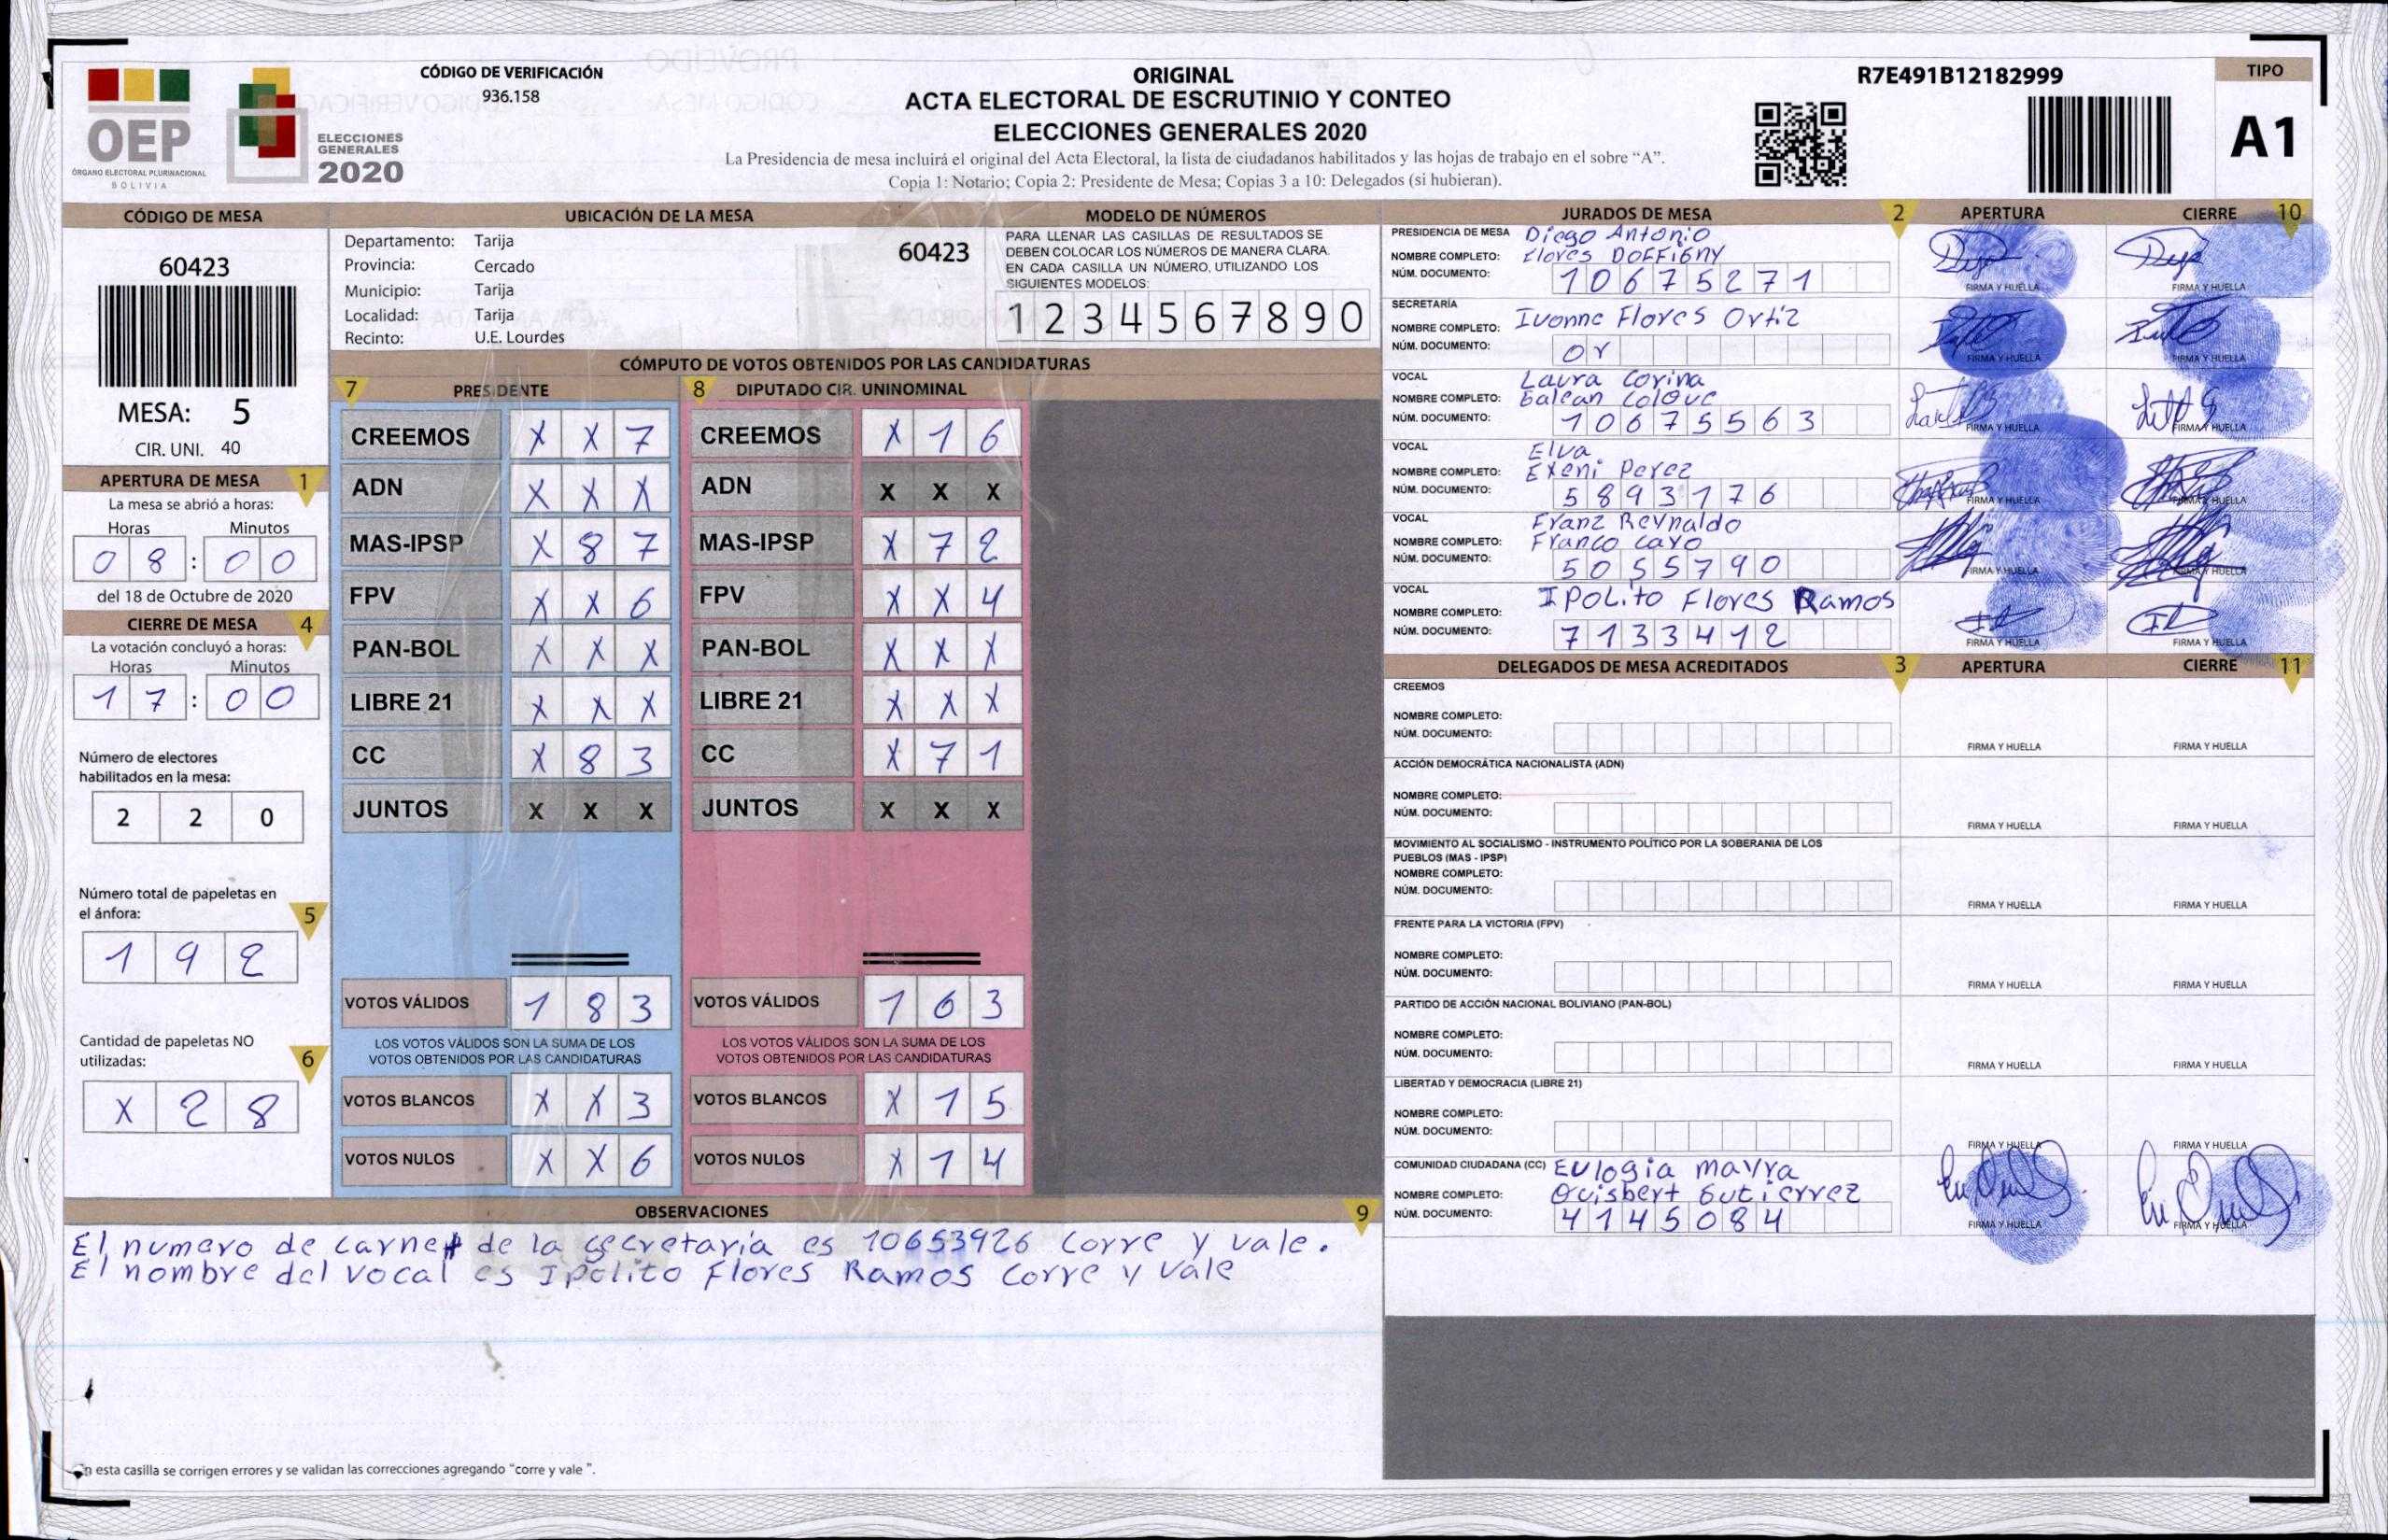 CÓDIGO DE VERIFICACIÓN
936.158
OEP
ÓRGANO ELECTORAL PLURINACIONAL
BOLIVIA
ELECCIONES
GENERALES
2020
ORIGINAL
ACTA ELECTORAL DE ESCRUTINIO Y CONTEO
ELECCIONES GENERALES 2020
La Presidencia de mesa incluirá el original del Acta Electoral, la lista de ciudadanos habilitados y las hojas de trabajo en el sobre “A”.
Copia 1: Notario; Copia 2: Presidente de Mesa; Copias 3 a 10: Delegados (si hubieran).
R7E491B12182999
TIPO
A1
CÓDIGO DE MESA
60423
MESA: 5
CIR. UNI. 40
APERTURA DE MESA 1
La mesa se abrió a horas:
Horas Minutos
0 8 : 0 0
del 18 de Octubre de 2020
CIERRE DE MESA 4
La votación concluyó a horas:
Horas Minutos
1 7 : 0 0
Número de electores
habilitados en la mesa:
2 2 0
Número total de papeletas en
el ánfora: 5
1 9 2
Cantidad de papeletas NO
utilizadas: 6
X 2 8
UBICACIÓN DE LA MESA
Departamento: Tarija
Provincia: Cercado
Municipio: Tarija
Localidad: Tarija
Recinto: U.E. Lourdes
60423
MODELO DE NÚMEROS
PARA LLENAR LAS CASILLAS DE RESULTADOS SE
DEBEN COLOCAR LOS NÚMEROS DE MANERA CLARA.
EN CADA CASILLA UN NÚMERO, UTILIZANDO LOS
SIGUIENTES MODELOS:
1 2 3 4 5 6 7 8 9 0
CÓMPUTO DE VOTOS OBTENIDOS POR LAS CANDIDATURAS
7 PRESIDENTE
CREEMOS X X 7
ADN X X X
MAS-IPSP X 8 7
FPV X X 6
PAN-BOL X X X
LIBRE 21 X X X
CC X 8 3
JUNTOS X X X
VOTOS VÁLIDOS 1 8 3
LOS VOTOS VÁLIDOS SON LA SUMA DE LOS
VOTOS OBTENIDOS POR LAS CANDIDATURAS
VOTOS BLANCOS X X 3
VOTOS NULOS X X 6
8 DIPUTADO CIR. UNINOMINAL
CREEMOS X 1 6
ADN X X X
MAS-IPSP X 7 2
FPV X X 4
PAN-BOL X X X
LIBRE 21 X X X
CC X 7 1
JUNTOS X X X
VOTOS VÁLIDOS 1 6 3
LOS VOTOS VÁLIDOS SON LA SUMA DE LOS
VOTOS OBTENIDOS POR LAS CANDIDATURAS
VOTOS BLANCOS X 1 5
VOTOS NULOS X 1 4
OBSERVACIONES 9
El numero de carnet de la secretaria es 10653926 corre y vale.
El nombre del vocal es Ipolito Flores Ramos corre y vale
En esta casilla se corrigen errores y se validan las correcciones agregando “corre y vale ”.
JURADOS DE MESA 2 APERTURA CIERRE 10
PRESIDENCIA DE MESA Diego Antonio
NOMBRE COMPLETO: Flores DOFFIGNY
NÚM. DOCUMENTO: 1 0 6 7 5 2 7 1
FIRMA Y HUELLA FIRMA Y HUELLA
SECRETARÍA
NOMBRE COMPLETO: Ivonne Flores Ortiz
NÚM. DOCUMENTO: O r
FIRMA Y HUELLA FIRMA Y HUELLA
VOCAL Laura Corina
NOMBRE COMPLETO: Galean Colque
NÚM. DOCUMENTO: 1 0 6 7 5 5 6 3
FIRMA Y HUELLA FIRMA Y HUELLA
VOCAL Elva
NOMBRE COMPLETO: Exeni Perez
NÚM. DOCUMENTO: 5 8 9 3 1 7 6
FIRMA Y HUELLA FIRMA Y HUELLA
VOCAL Franz Reynaldo
NOMBRE COMPLETO: Franco Cayo
NÚM. DOCUMENTO: 5 0 5 5 7 9 0
FIRMA Y HUELLA FIRMA Y HUELLA
VOCAL
NOMBRE COMPLETO: IPOLito Flores Ramos
NÚM. DOCUMENTO: 7 1 3 3 4 1 2
FIRMA Y HUELLA FIRMA Y HUELLA
DELEGADOS DE MESA ACREDITADOS 3 APERTURA CIERRE 11
CREEMOS
NOMBRE COMPLETO:
NÚM. DOCUMENTO:
FIRMA Y HUELLA FIRMA Y HUELLA
ACCIÓN DEMOCRÁTICA NACIONALISTA (ADN)
NOMBRE COMPLETO:
NÚM. DOCUMENTO:
FIRMA Y HUELLA FIRMA Y HUELLA
MOVIMIENTO AL SOCIALISMO - INSTRUMENTO POLÍTICO POR LA SOBERANIA DE LOS
PUEBLOS (MAS - IPSP)
NOMBRE COMPLETO:
NÚM. DOCUMENTO:
FIRMA Y HUELLA FIRMA Y HUELLA
FRENTE PARA LA VICTORIA (FPV)
NOMBRE COMPLETO:
NÚM. DOCUMENTO:
FIRMA Y HUELLA FIRMA Y HUELLA
PARTIDO DE ACCIÓN NACIONAL BOLIVIANO (PAN-BOL)
NOMBRE COMPLETO:
NÚM. DOCUMENTO:
FIRMA Y HUELLA FIRMA Y HUELLA
LIBERTAD Y DEMOCRACIA (LIBRE 21)
NOMBRE COMPLETO:
NÚM. DOCUMENTO:
FIRMA Y HUELLA FIRMA Y HUELLA
COMUNIDAD CIUDADANA (CC) Eulogia Mayra
NOMBRE COMPLETO: Quisbert Gutierrez
NÚM. DOCUMENTO: 4 1 4 5 0 8 4
FIRMA Y HUELLA FIRMA Y HUELLA